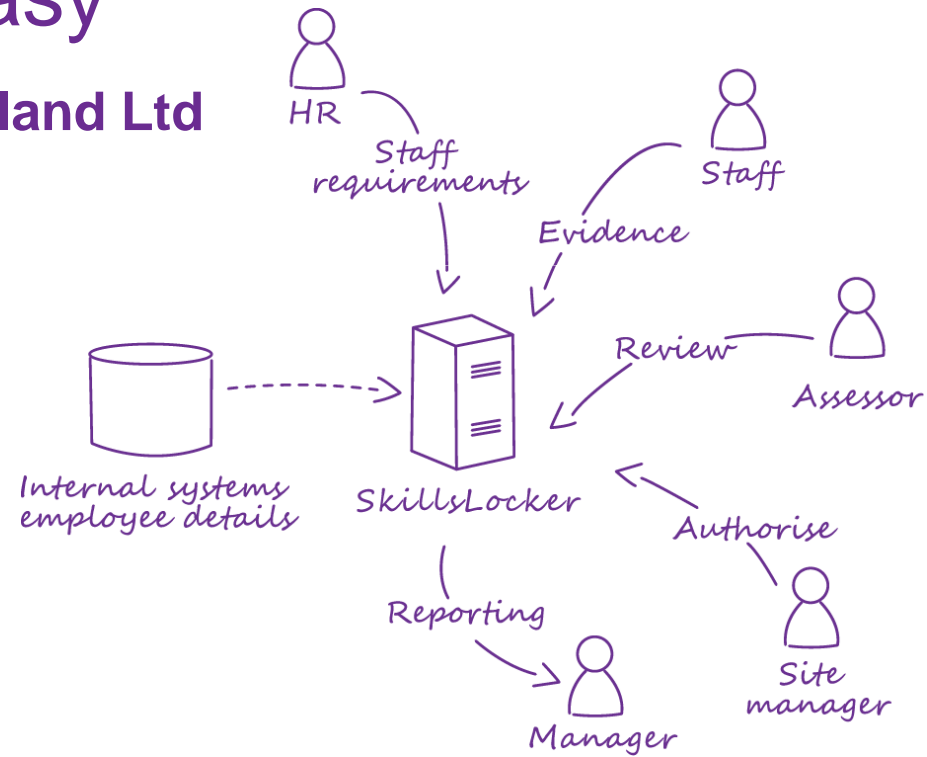 asy
land Ltd
HR
Staff
requirements
Staff
Evidence
Review
Assessor
Internal systems
employee details
SkillsLocker
Authorise
Reporting
Site
manager
Manager